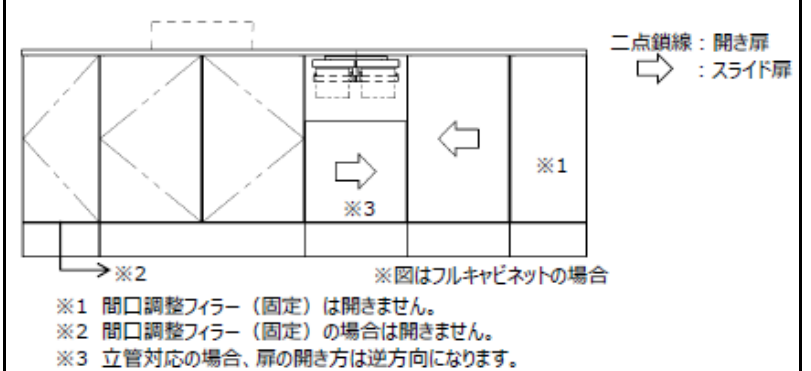 二点鎖線：開き扉
：スライド扉
※1
※3
※2
※図はフルキャビネットの場合
※1 間口調整フィラー（固定）は開きません。
※2 間口調整フィラー（固定）の場合は開きません。
※3 立管対応の場合、扉の開き方は逆方向になります。